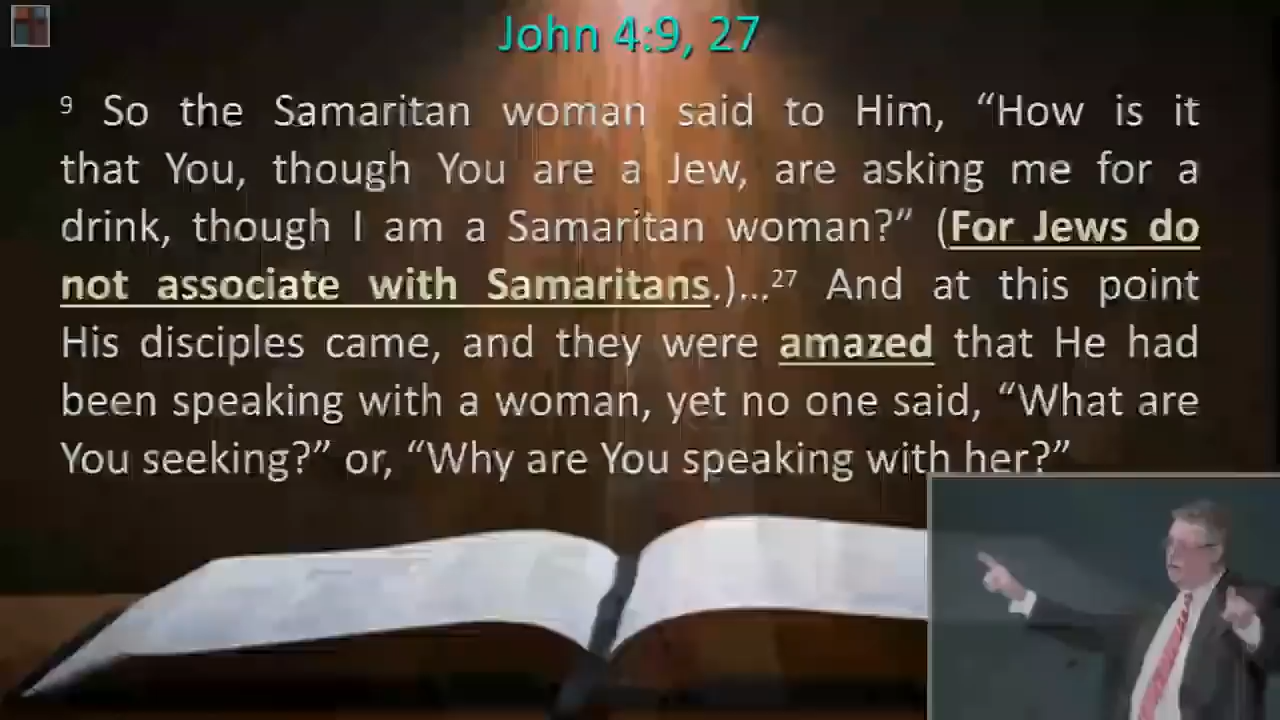 John 4:9, 27
⁹ So the Samaritan woman said to Him, “How is it
that You, though You are a Jew, are asking me for a
drink, though I am a Samaritan woman?” (For Jews do
not associate with Samaritans.)…²⁷ And at this point
His disciples came, and they were amazed that He had
been speaking with a woman, yet no one said, “What are
You seeking?” or, “Why are You speaking with her?”